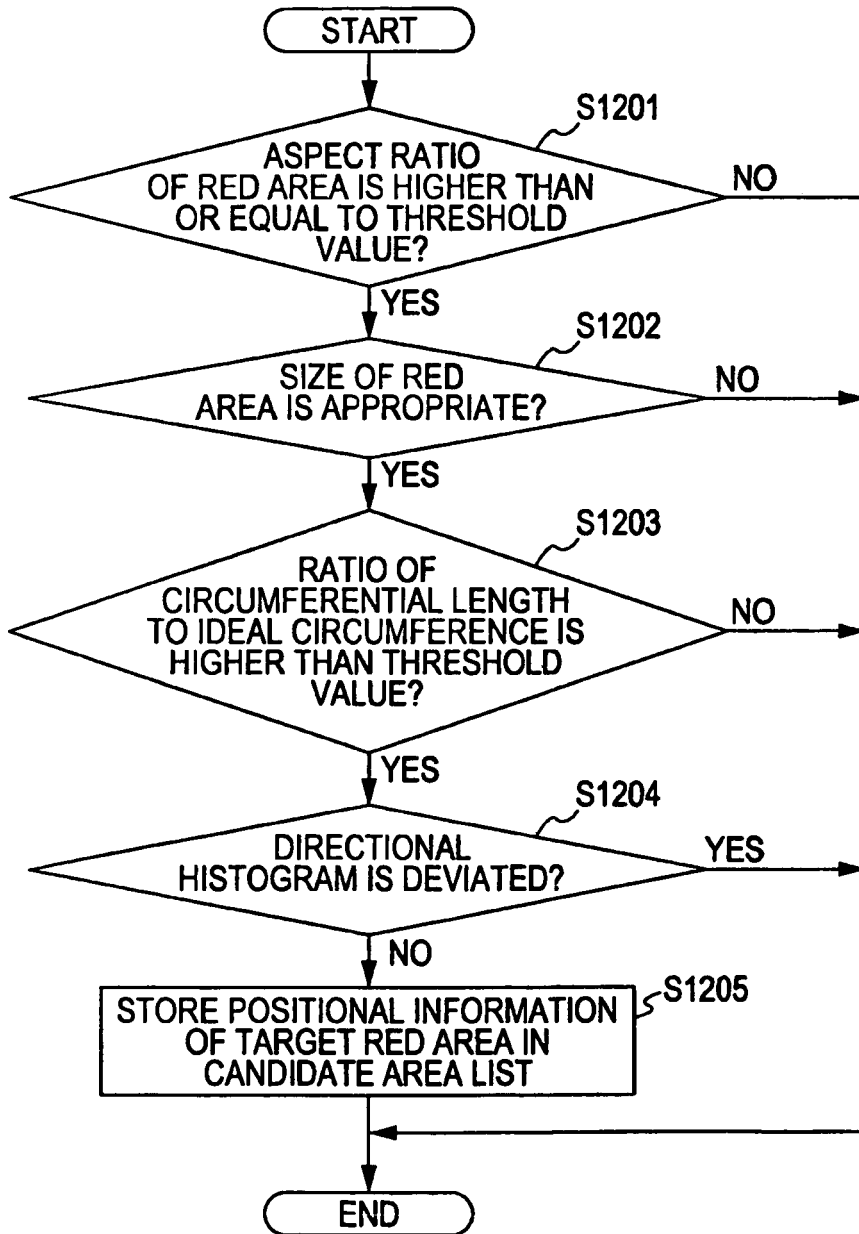 START
S1201
ASPECT RATIO
OF RED AREA IS HIGHER THAN
OR EQUAL TO THRESHOLD
VALUE?
NO
YES
S1202
SIZE OF RED
AREA IS APPROPRIATE?
NO
YES
S1203
RATIO OF
CIRCUMFERENTIAL LENGTH
TO IDEAL CIRCUMFERENCE IS
HIGHER THAN THRESHOLD
VALUE?
NO
YES
S1204
DIRECTIONAL
HISTOGRAM IS DEVIATED?
YES
NO
S1205
STORE POSITIONAL INFORMATION
OF TARGET RED AREA IN
CANDIDATE AREA LIST
END